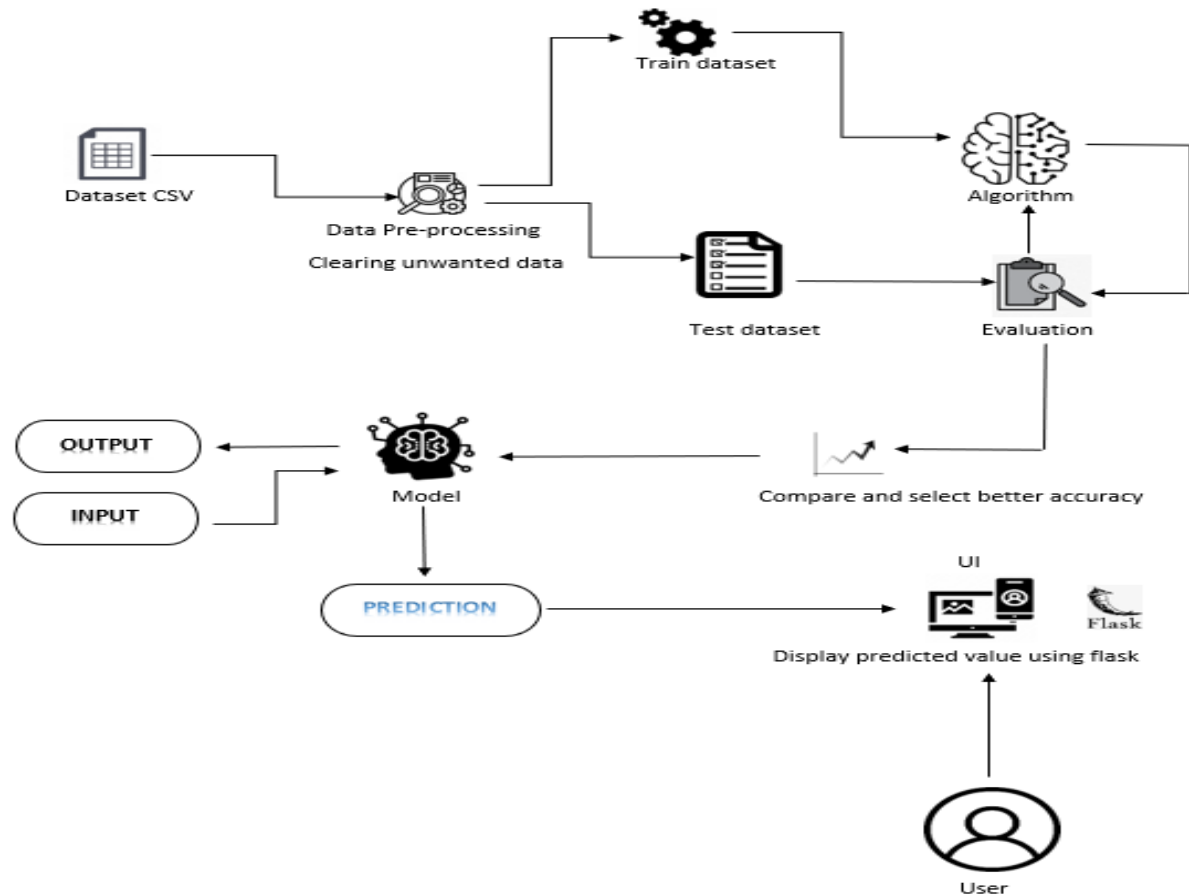 Train dataset
Dataset CSV
Algorithm
Data Pre-processing
Clearing unwanted data
Test dataset
Evaluation
OUTPUT
INPUT
Model
Compare and select better accuracy
UI
PREDICTION
Flask
Display predicted value using flask
User